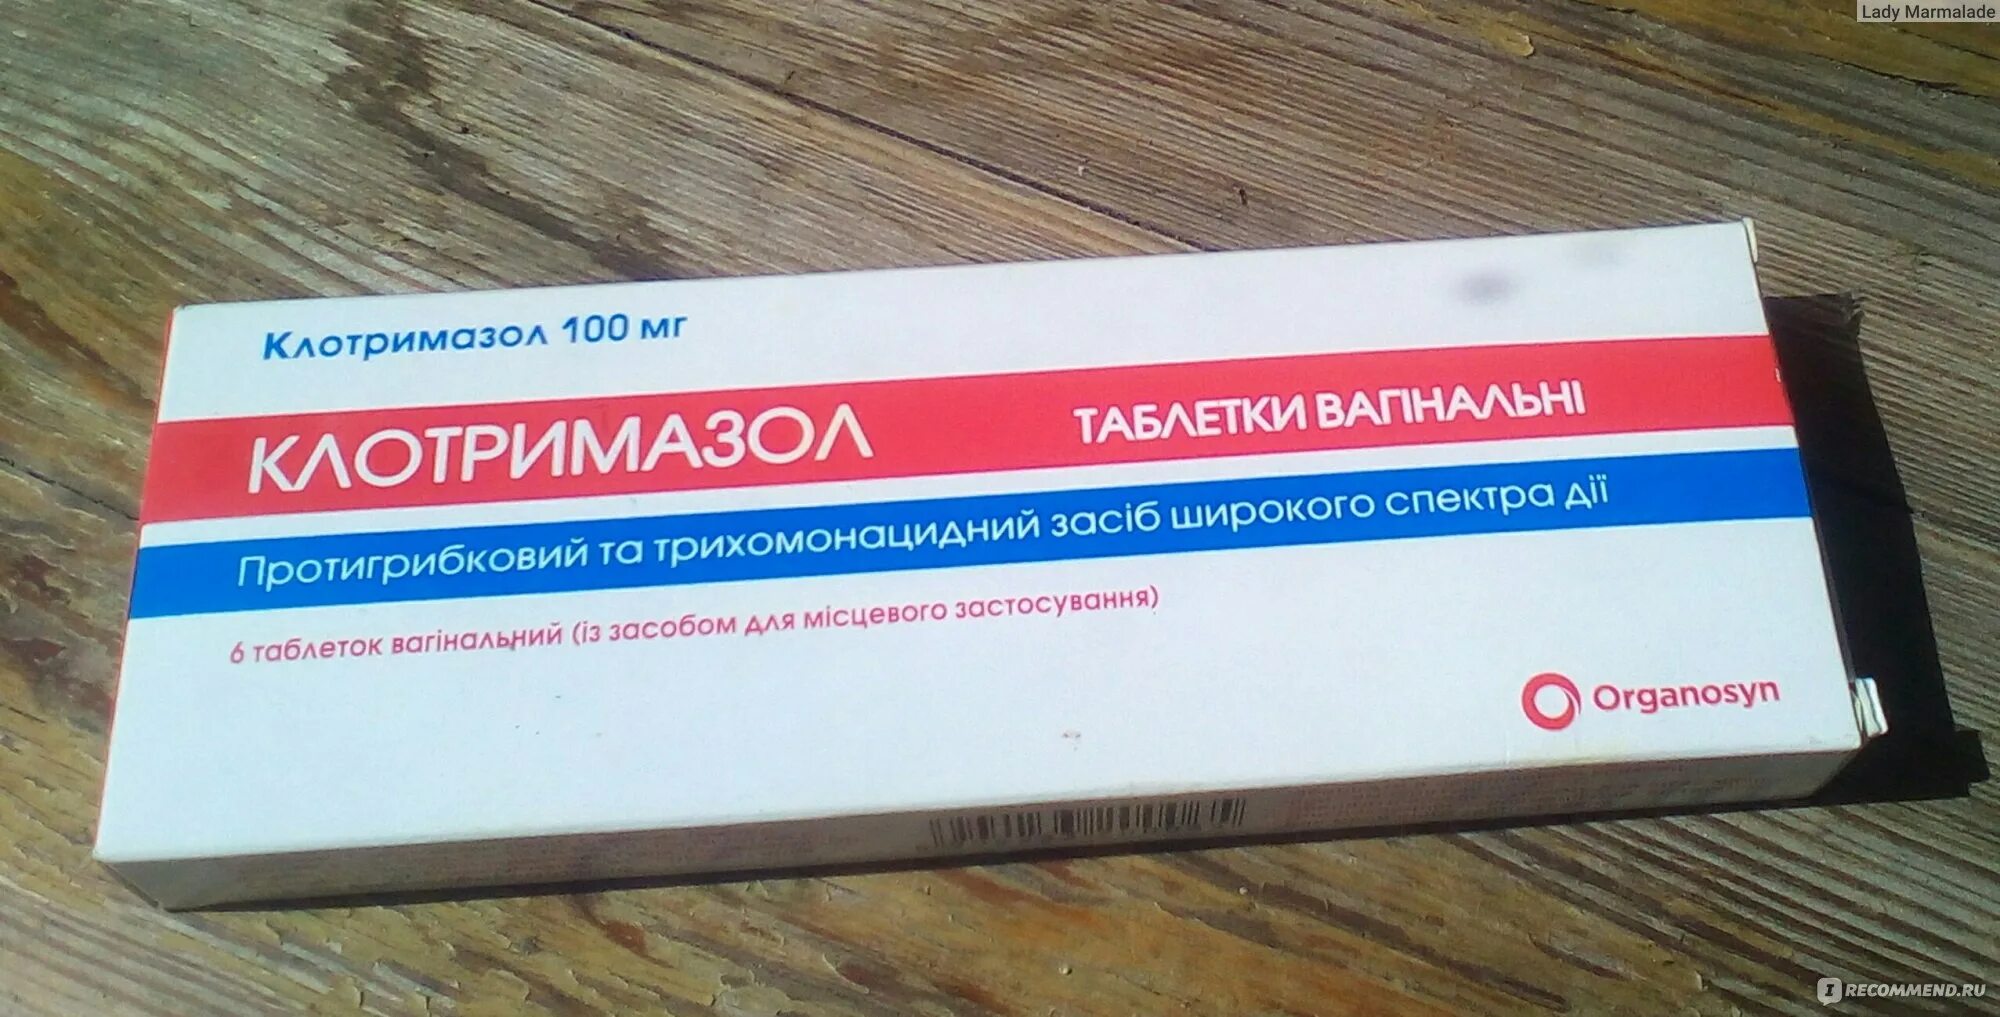 Lady Marmalade
Клотримазол 100 мг
КЛОТРИМАЗОЛ
ТАБЛЕТКИ ВАГІНАЛЬНІ
Протигрибковий та трихомонацидний засіб широкого спектра дії
6 таблеток вагінальний (із засобом для місцевого застосування)
Organosyn
IRECOMMEND.RU